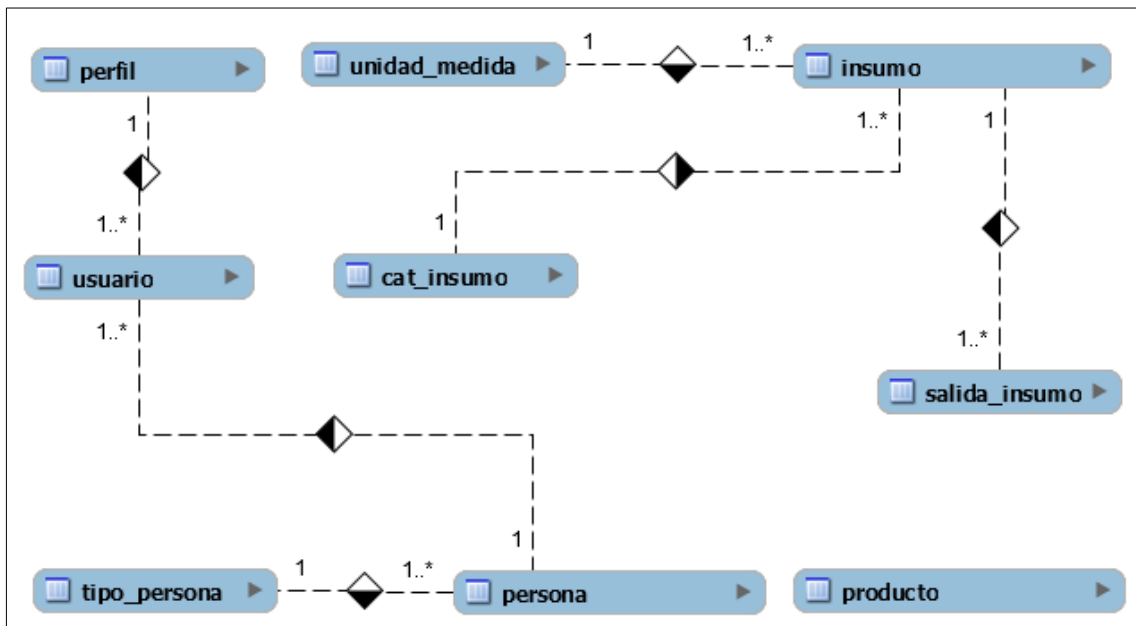 perfil
unidad_medida
1
1..*
insumo
1
1..*
1
1..*
1
usuario
cat_insumo
1..*
1..*
salida_insumo
1
tipo_persona
1
1..*
persona
producto